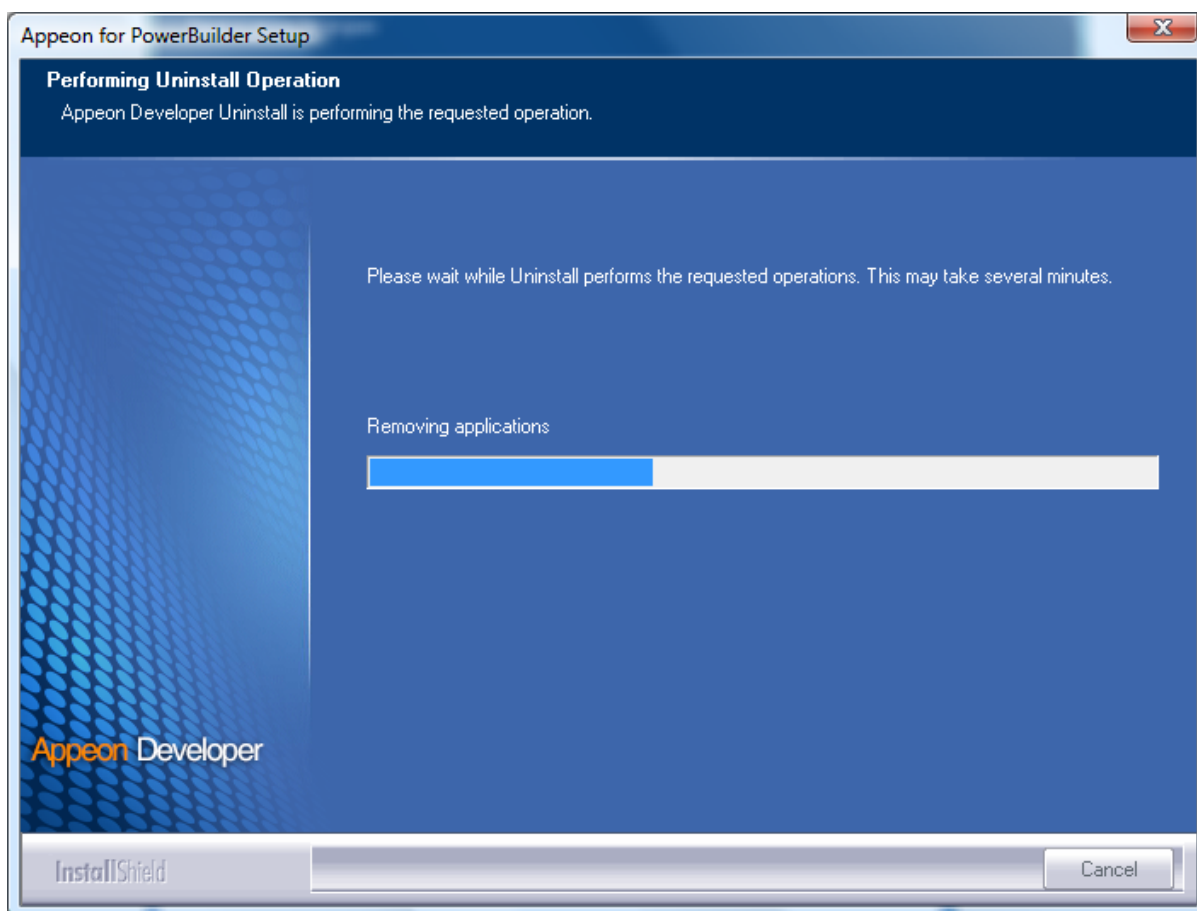 Appeon for PowerBuilder Setup
Performing Uninstall Operation
Appeon Developer Uninstall is performing the requested operation.
Please wait while Uninstall performs the requested operations. This may take several minutes.
Removing applications
Appeon Developer
InstallShield
Cancel